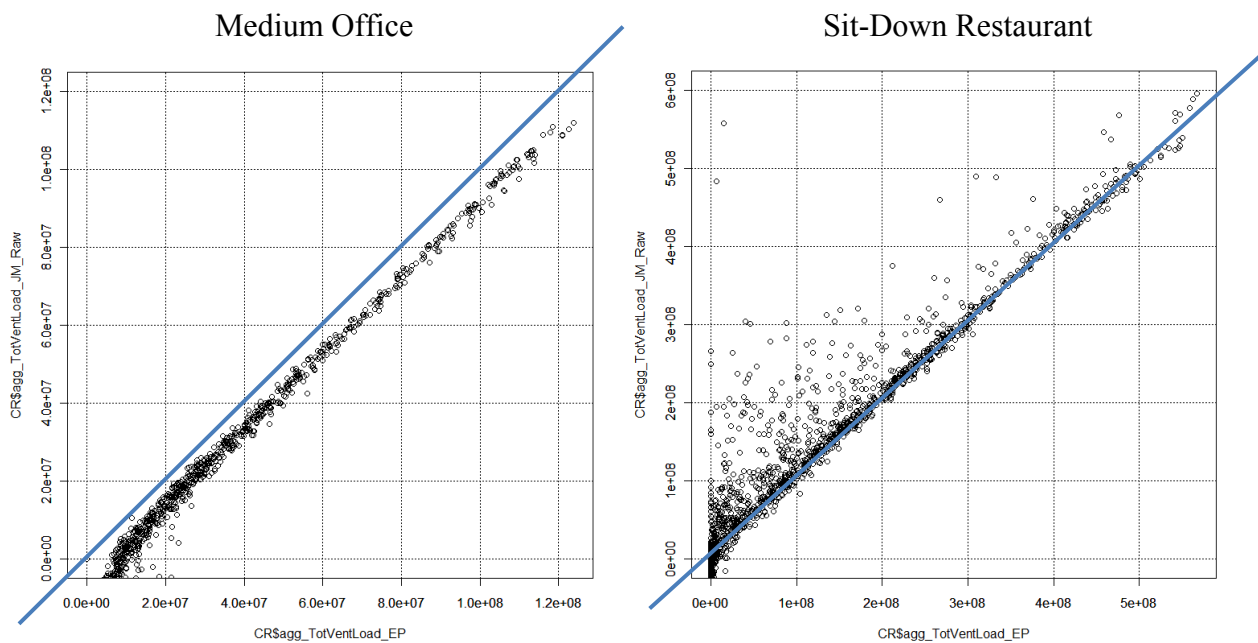 Medium Office
Sit-Down Restaurant
CR$agg_TotVentLoad_JM_Raw
1.2e+08
1.0e+08
8.0e+07
6.0e+07
4.0e+07
2.0e+07
0.0e+00
0.0e+00 2.0e+07 4.0e+07 6.0e+07 8.0e+07 1.0e+08 1.2e+08
CR$agg_TotVentLoad_EP
CR$agg_TotVentLoad_JM_Raw
6e+08
5e+08
4e+08
3e+08
2e+08
1e+08
0e+00
0e+00 1e+08 2e+08 3e+08 4e+08 5e+08
CR$agg_TotVentLoad_EP